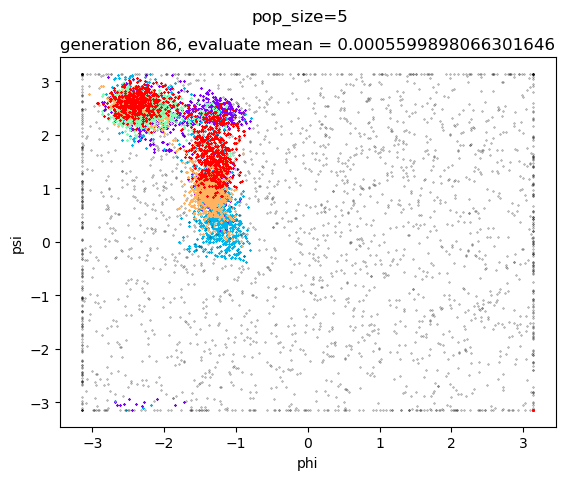 pop_size=5
generation 86, evaluate mean = 0.0005599898066301646
3
2
1
0
−1
−2
−3
psi
−3 −2 −1 0 1 2 3
phi